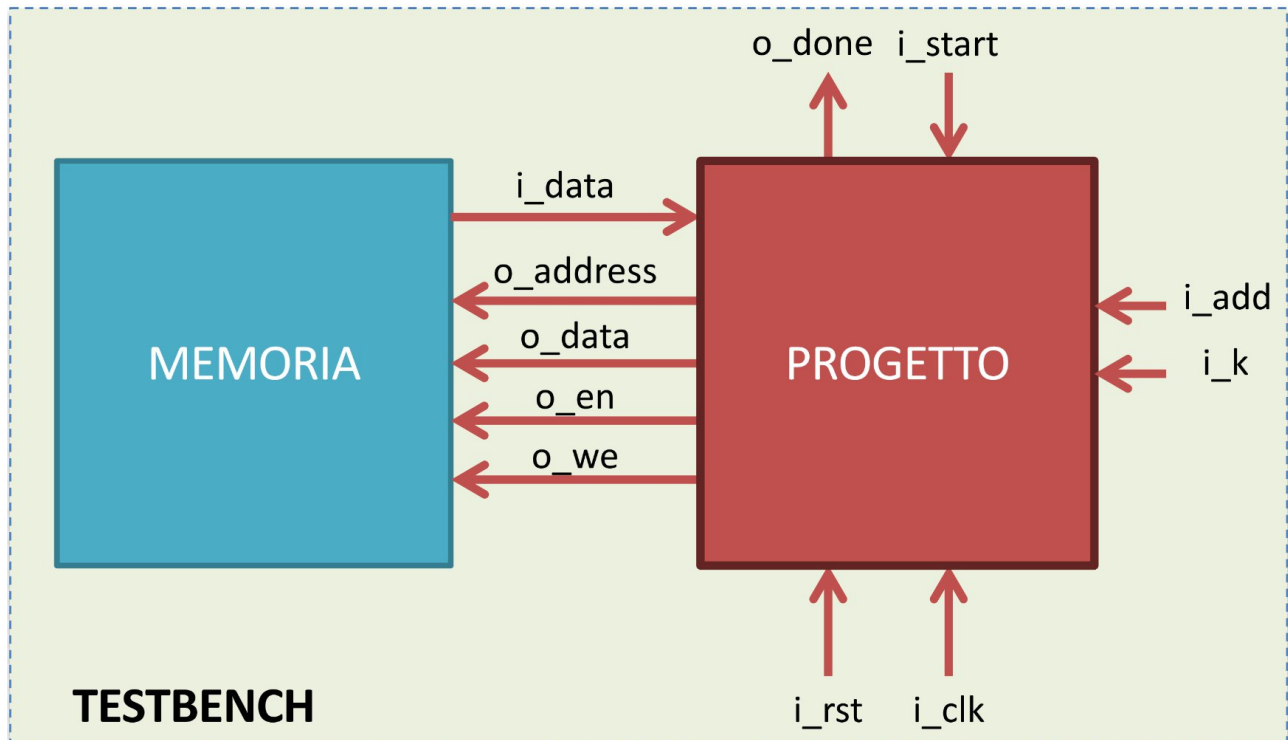 o_done i_start
i_data
o_address
o_data
o_en
o_we
MEMORIA
PROGETTO
i_add
i_k
TESTBENCH
i_rst i_clk